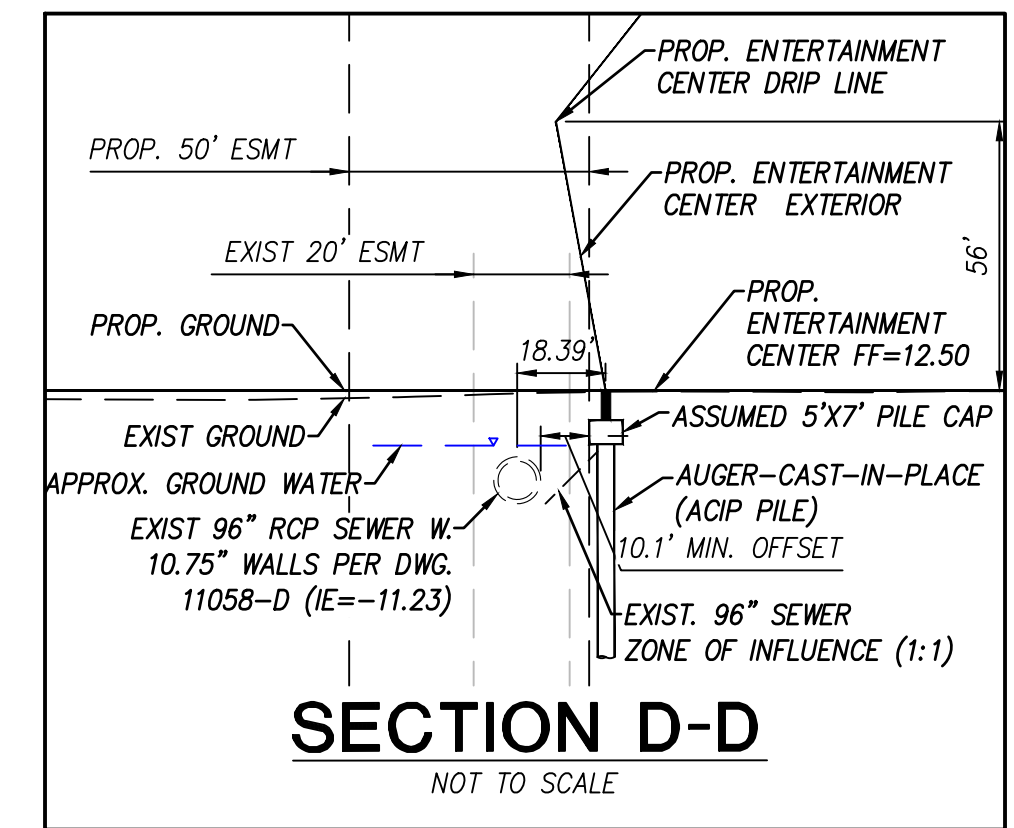 PROP. ENTERTAINMENT
CENTER DRIP LINE
PROP. 50' ESMT
PROP. ENTERTAINMENT
CENTER EXTERIOR
EXIST 20' ESMT
56'
PROP. GROUND
PROP.
ENTERTAINMENT
CENTER FF=12.50
18.39'
EXIST GROUND
ASSUMED 5'X7' PILE CAP
APPROX. GROUND WATER
AUGER-CAST-IN-PLACE
(ACIP PILE)
EXIST 96" RCP SEWER W.
10.75" WALLS PER DWG.
11058-D (IE=-11.23)
10.1' MIN. OFFSET
EXIST. 96" SEWER
ZONE OF INFLUENCE (1:1)
SECTION D-D
NOT TO SCALE